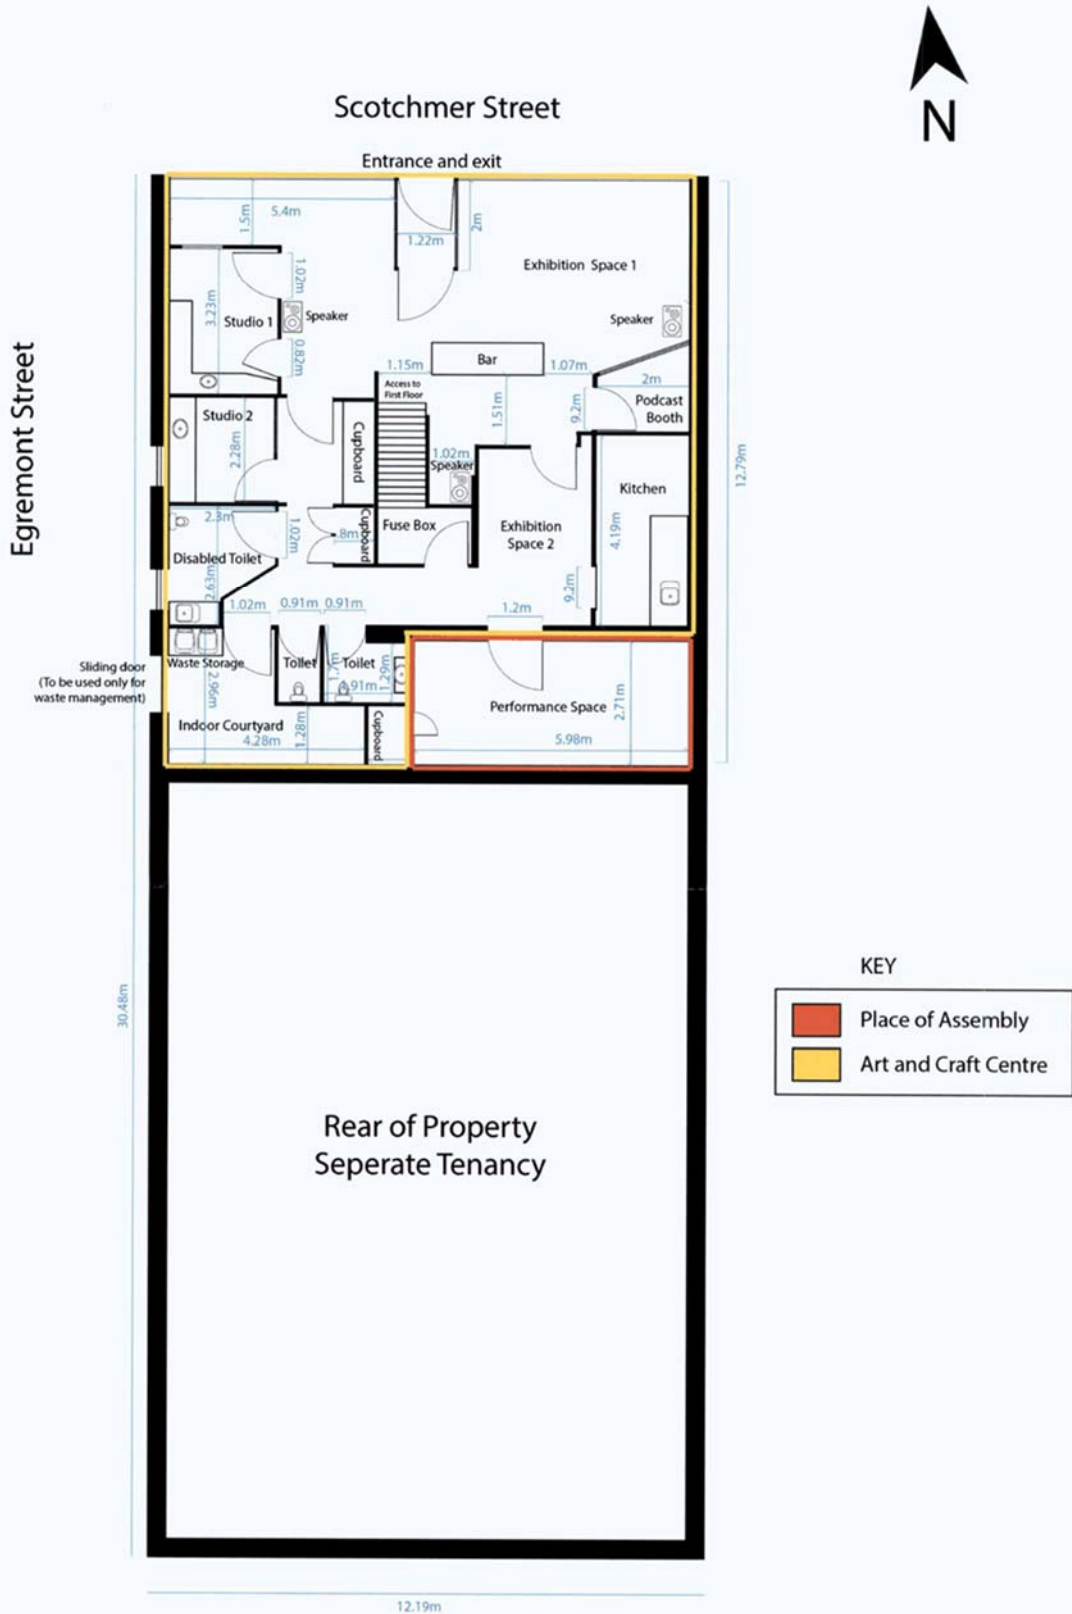 N
Scotchmer Street
Entrance and exit
Egremont Street
5.4m
1.5m
1.22m
2m
Exhibition Space 1
1.02m
3.23m
Studio 1
Speaker
Speaker
0.82m
1.15m
Bar
1.07m
Access to
First Floor
2m
Podcast
Booth
9.2m
1.51m
Studio 2
2.28m
Cupboard
1.02m
Speaker
12.79m
Kitchen
4.19m
2.3m
1.02m
.8m
Cupboard
Fuse Box
Exhibition
Space 2
Disabled Toilet
2.63m
9.2m
1.02m
0.91m
0.91m
1.2m
Sliding door
(To be used only for
waste management)
Waste Storage
2.96m
Toilet
Toilet
1.7m
.91m
1.29m
Performance Space
2.71m
5.98m
Indoor Courtyard
4.28m
1.28m
Cupboard
30.48m
KEY
Place of Assembly
Art and Craft Centre
Rear of Property
Seperate Tenancy
12.19m